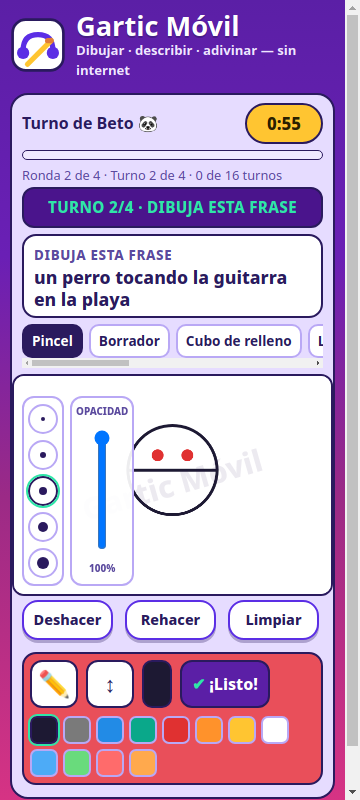 Gartic Móvil
Dibujar · describir · adivinar — sin
internet
Turno de Beto 🐼
0:55
Ronda 2 de 4 · Turno 2 de 4 · 0 de 16 turnos
TURNO 2/4 · DIBUJA ESTA FRASE
DIBUJA ESTA FRASE
un perro tocando la guitarra
en la playa
Pincel
Borrador
Cubo de relleno
OPACIDAD
tic Móvil
100%
Deshacer
Rehacer
Limpiar
✏️
↕
✔ ¡Listo!